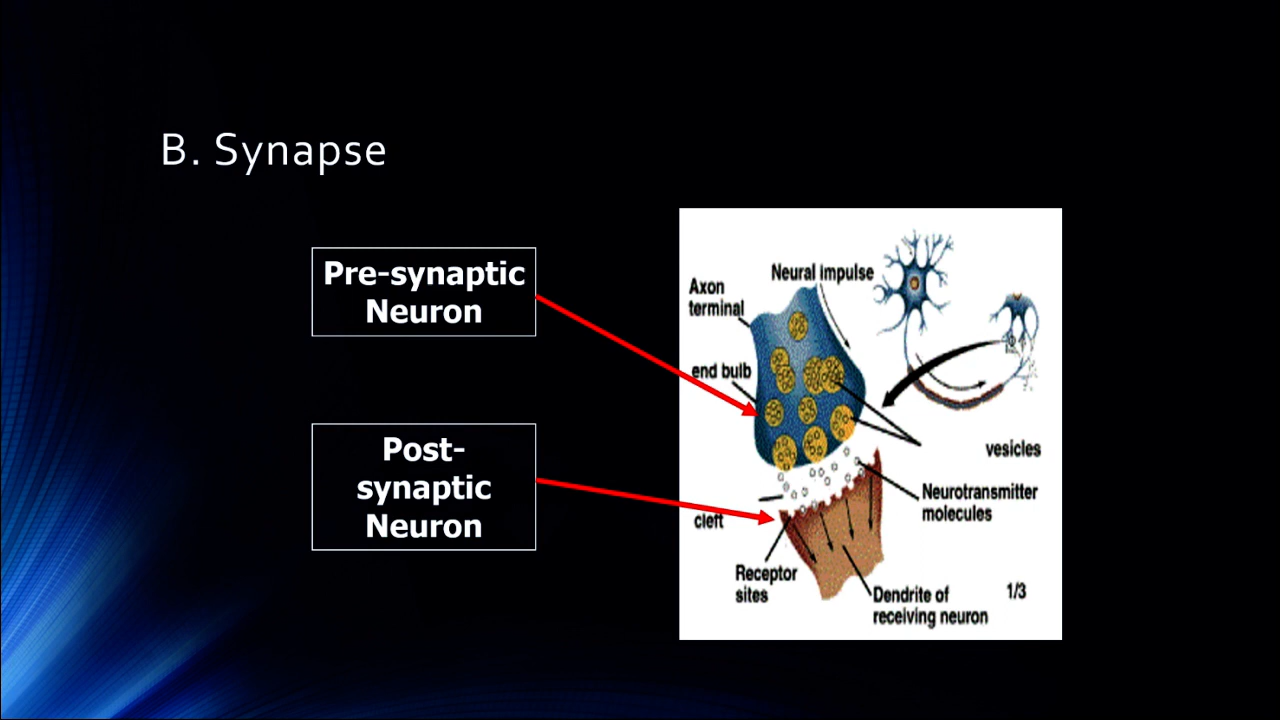 B. Synapse
Pre-synaptic
Neuron
Post-
synaptic
Neuron
Neural impulse
Axon
terminal
end bulb
vesicles
Neurotransmitter
molecules
cleft
Receptor
sites
Dendrite of
receiving neuron
1/3